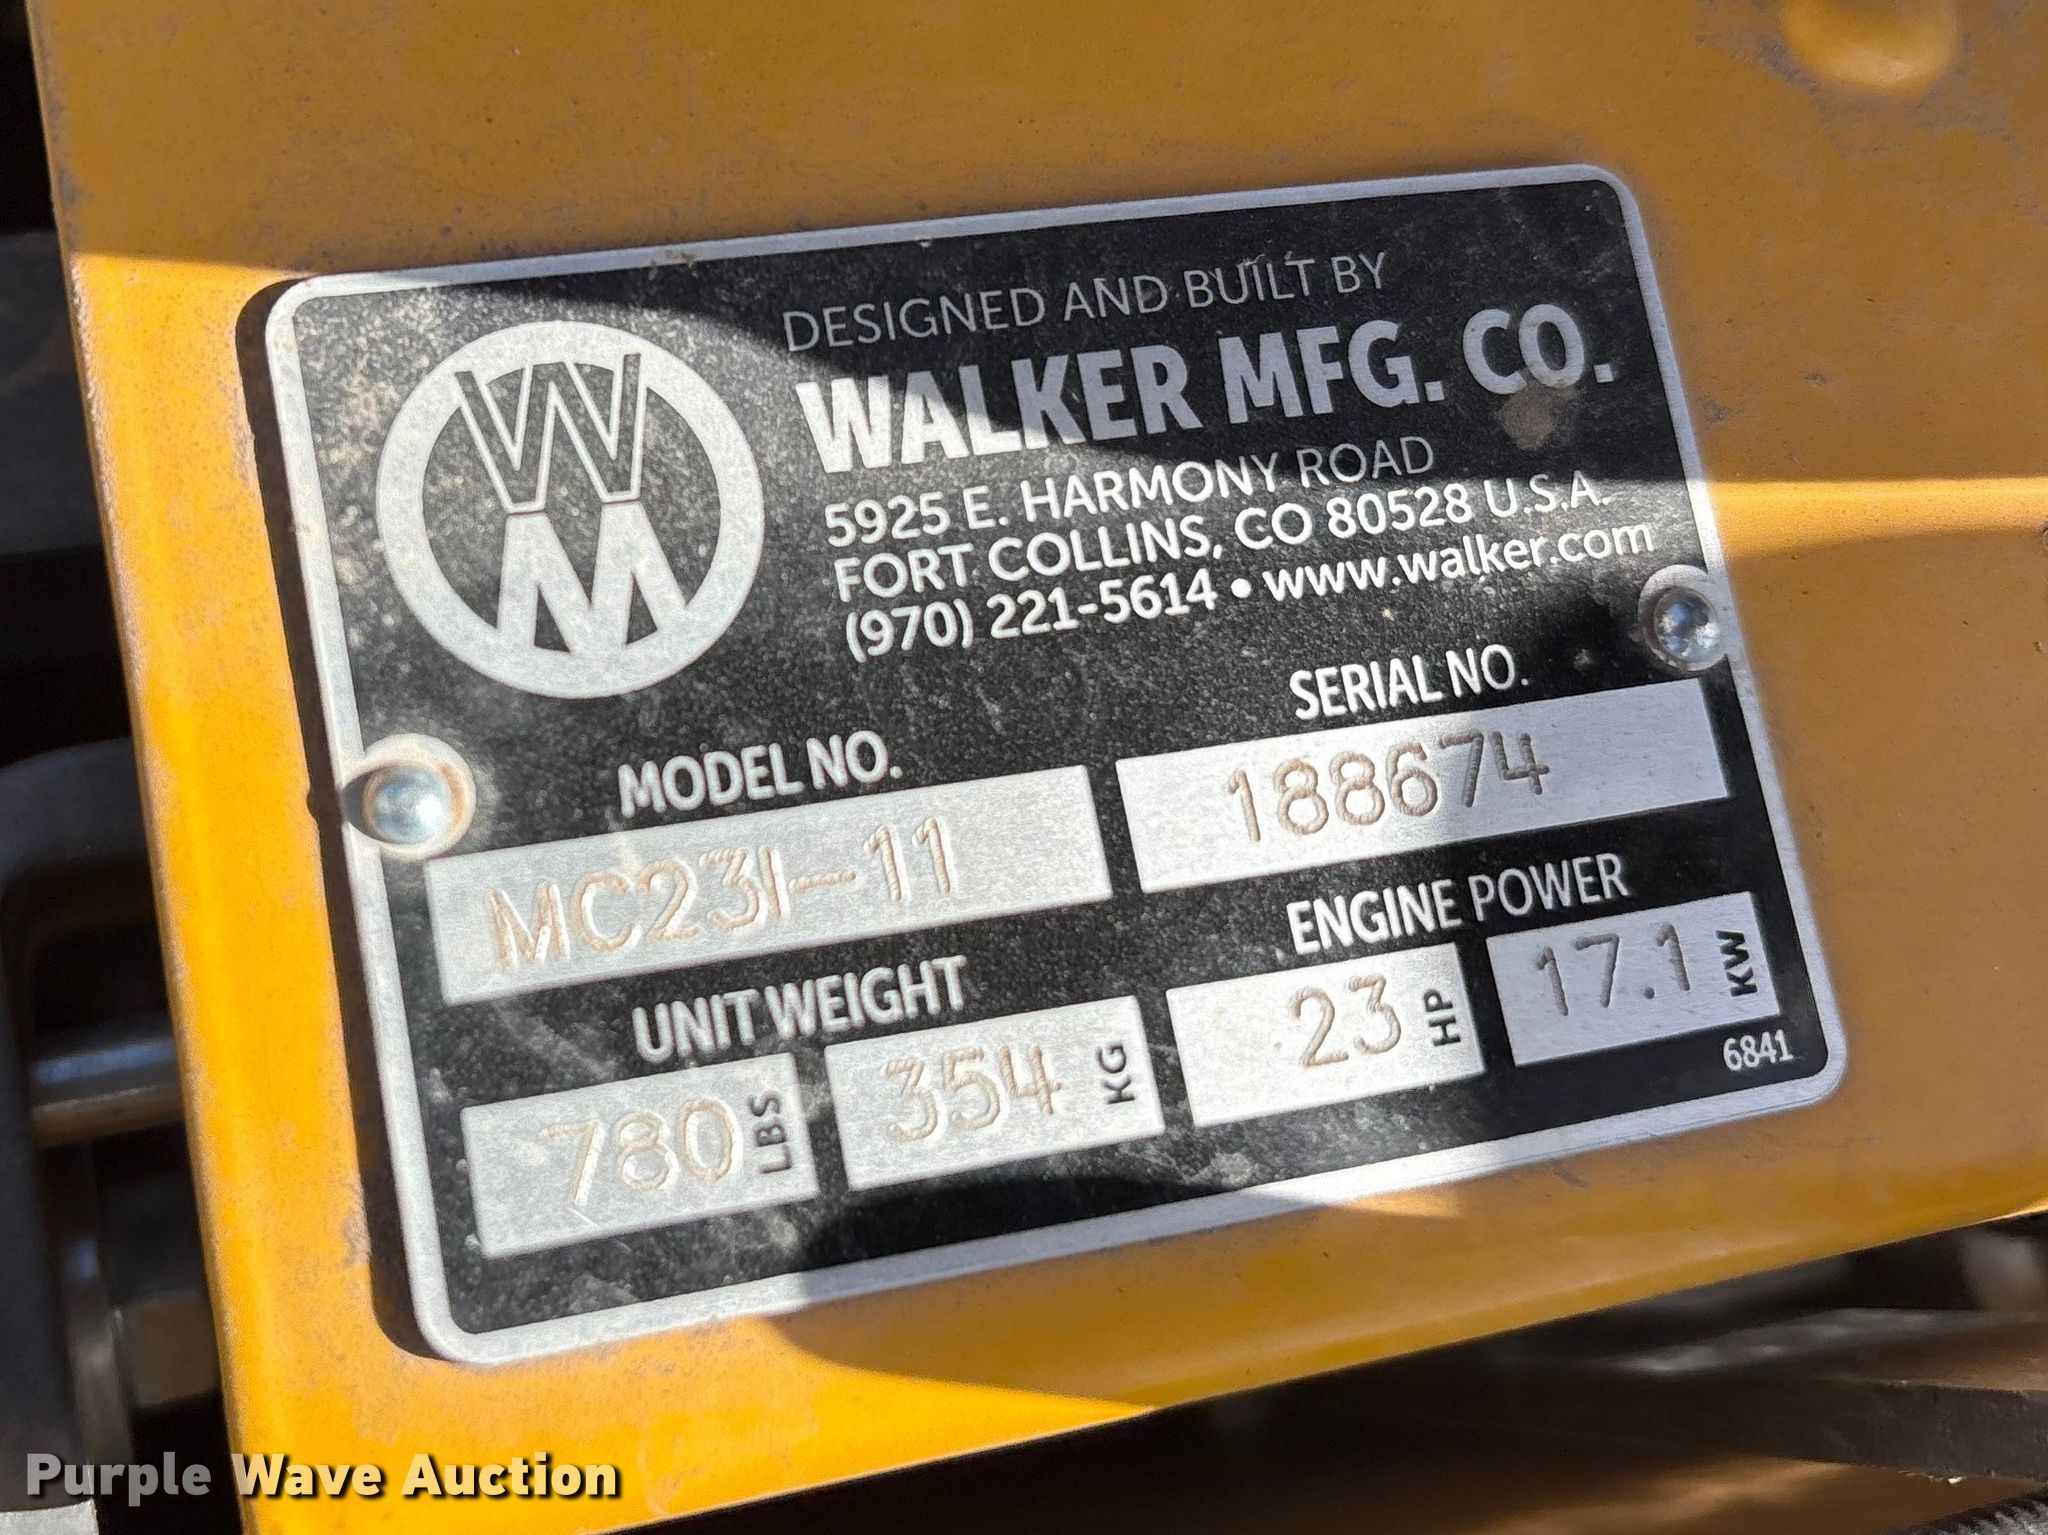 WM
DESIGNED AND BUILT BY
WALKER MFG. CO.
5925 E. HARMONY ROAD
FORT COLLINS, CO 80528 U.S.A.
(970) 221-5614 • www.walker.com
MODEL NO.
SERIAL NO.
MC23I-11
188674
UNIT WEIGHT
ENGINE POWER
780 LBS
354 KG
23 HP
17.1 KW
6841
Purple Wave Auction